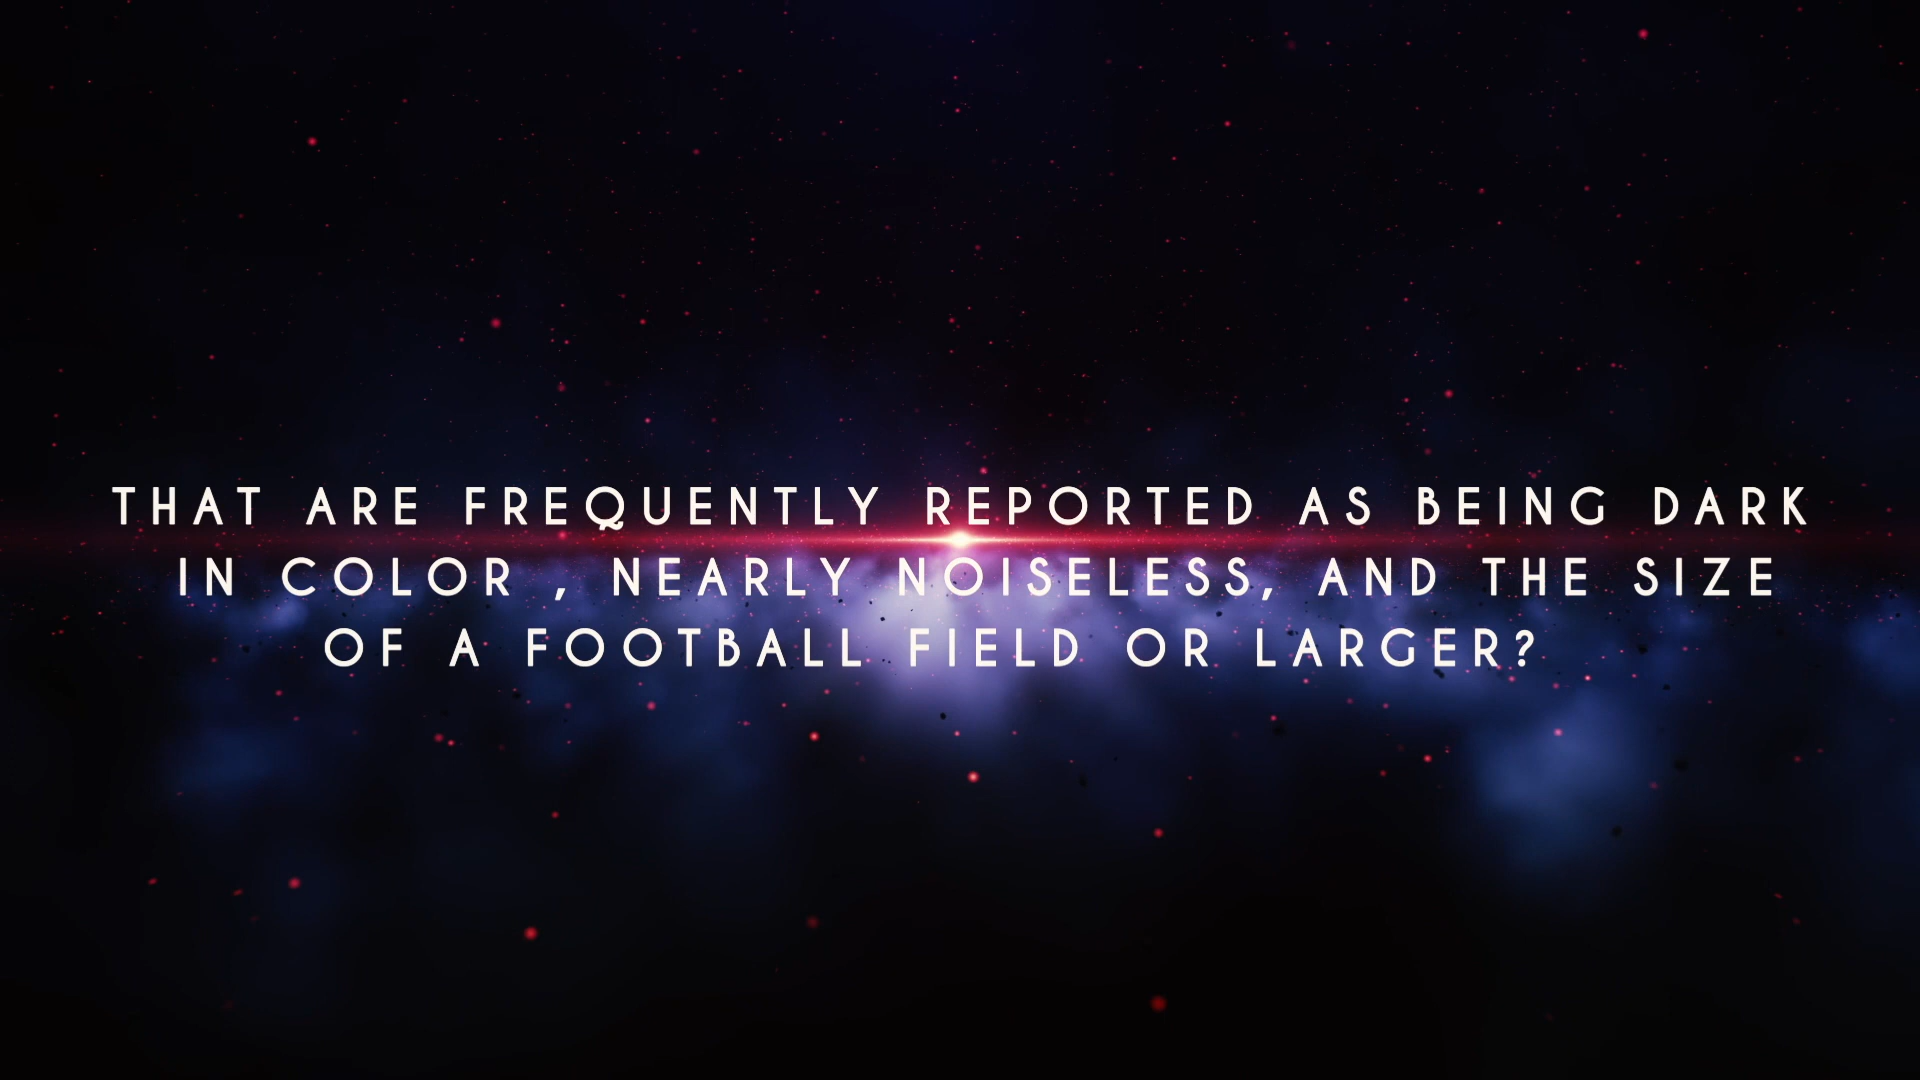 THAT ARE FREQUENTLY REPORTED AS BEING DARK
IN COLOR , NEARLY NOISELESS, AND THE SIZE
OF A FOOTBALL FIELD OR LARGER?